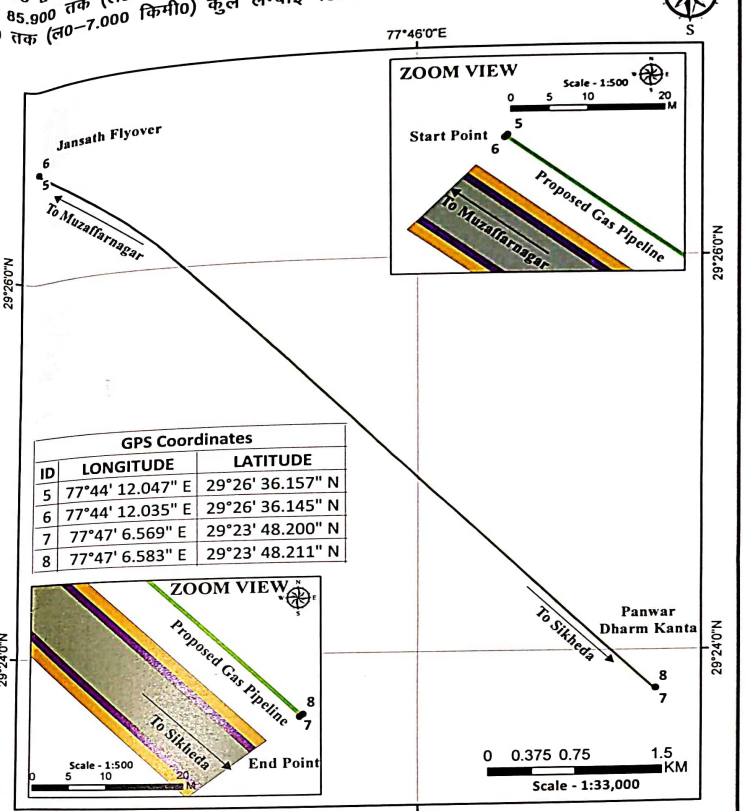 85.900 तक
तक (ल0–7.000 किमी0) कुल
S
77°46'0"E
ZOOM VIEW
Scale - 1:500
0 5 10 20
M
Start Point
5
6
Proposed Gas Pipeline
To Muzaffarnagar
Jansath Flyover
6
5
To Muzaffarnagar
29°26'0"N
29°26'0"N
GPS Coordinates
ID LONGITUDE LATITUDE
5 77°44' 12.047" E 29°26' 36.157" N
6 77°44' 12.035" E 29°26' 36.145" N
7 77°47' 6.569" E 29°23' 48.200" N
8 77°47' 6.583" E 29°23' 48.211" N
ZOOM VIEW
N
W E
S
Proposed Gas Pipeline
8
7
To Sikheda
End Point
Scale - 1:500
0 5 10 20
M
To Sikheda
Panwar
Dharm Kanta
8
7
29°24'0"N
29°24'0"N
0 0.375 0.75 1.5
KM
Scale - 1:33,000